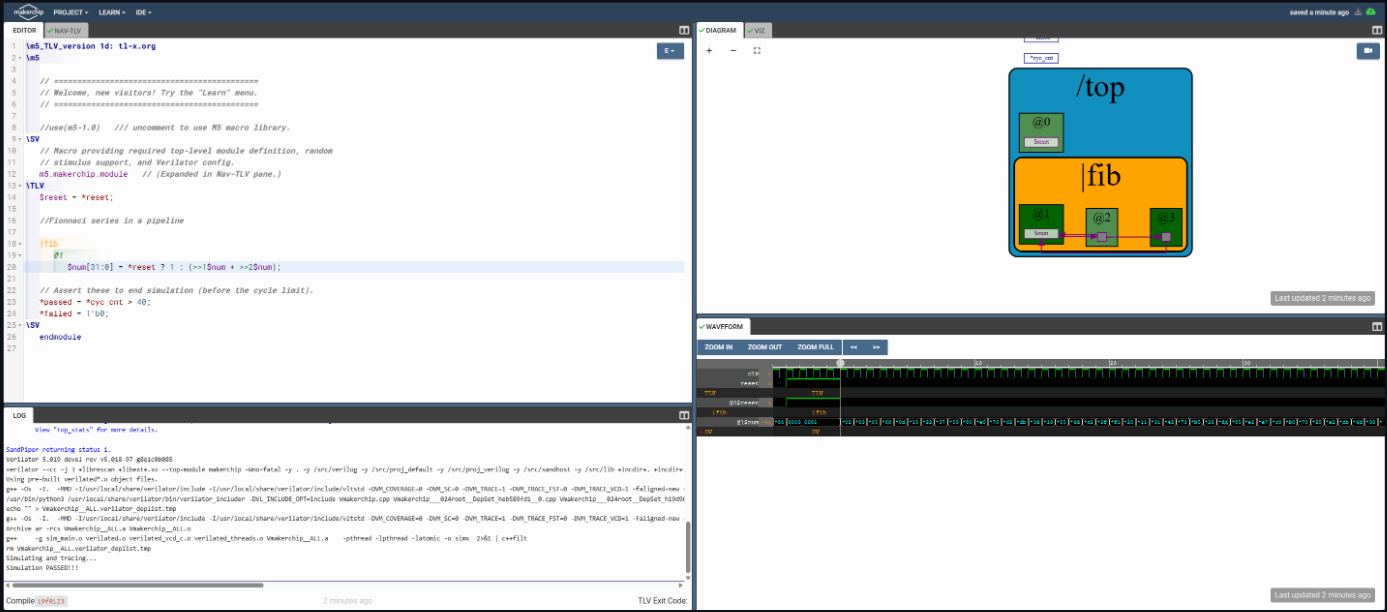 makerchip PROJECT LEARN IDE saved a minute ago
EDITOR NAV-TLV
E
1 \m5_TLV_version 1d: tl-x.org
2 \m5
3
4 // =============================================
5 // Welcome, new visitors! Try the "Learn" menu.
6 // =============================================
7
8 //use(m5-1.0) /// uncomment to use M5 macro library.
9 \SV
10 // Macro providing required top-level module definition, random
11 // stimulus support, and Verilator config.
12 m5_makerchip_module // (Expanded in Nav-TLV pane.)
13 \TLV
14 $reset = *reset;
15
16 //Fionnaci series in a pipeline
17
18 |fib
19 @1
20 $num[31:0] = *reset ? 1 : (>>1$num + >>2$num);
21
22 // Assert these to end simulation (before the cycle limit).
23 *passed = *cyc_cnt > 40;
24 *failed = 1'b0;
25 \SV
26 endmodule
27
LOG
View "top_stats" for more details.
SandPiper returning status 1.
Verilator 5.019 devel rev v5.018-07-g8e1c0b085
verilator --cc -j 3 +librescan +libext+.sv --top-module makerchip -Wno-fatal -y . -y /src/verilog -y /src/proj_default -y /src/proj_verilog -y /src/sandhost -y /src/lib +incdir+. +incdir+.
Using pre-built verilated*.o object files.
g++ -Os -I. -MMD -I/usr/local/share/verilator/include -I/usr/local/share/verilator/include/vltstd -DVM_COVERAGE=0 -DVM_SC=0 -DVM_TRACE=1 -DVM_TRACE_FST=0 -DVM_TRACE_VCD=1 -faligned-new -
/usr/bin/python3 /usr/local/share/verilator/bin/verilator_includer -DVL_INCLUDE_OPT=include Vmakerchip.cpp
echo "" > Vmakerchip__ALL.verilator_deplist.tmp
g++ -Os -I. -MMD -I/usr/local/share/verilator/include -I/usr/local/share/verilator/include/vltstd -DVM_COVERAGE=0 -DVM_SC=0 -DVM_TRACE=1 -DVM_TRACE_FST=0 -DVM_TRACE_VCD=1 -faligned-new -
Archive ar -rcs Vmakerchip__ALL.a Vmakerchip__ALL.o
g++ -g sim_main.o verilated.o verilated_vcd_c.o verilated_threads.o Vmakerchip__ALL.a -pthread -lpthread -latomic -o simx 2>&1 | c++filt
rm Vmakerchip__ALL.verilator_deplist.tmp
Simulating and tracing...
Simulation PASSED!!!
Compile 2 minutes ago TLV Exit Code:
DIAGRAM VIZ
+ −
*cyc_cnt
/top
@0
$reset
|fib
@1 @2 @3
$num
Last updated 2 minutes ago
WAVEFORM
ZOOM IN ZOOM OUT ZOOM FULL << >>
10 20 30
clk
reset
TLV TLV
@0$reset
|fib |fib
@1$num
SV SV
Last updated 2 minutes ago